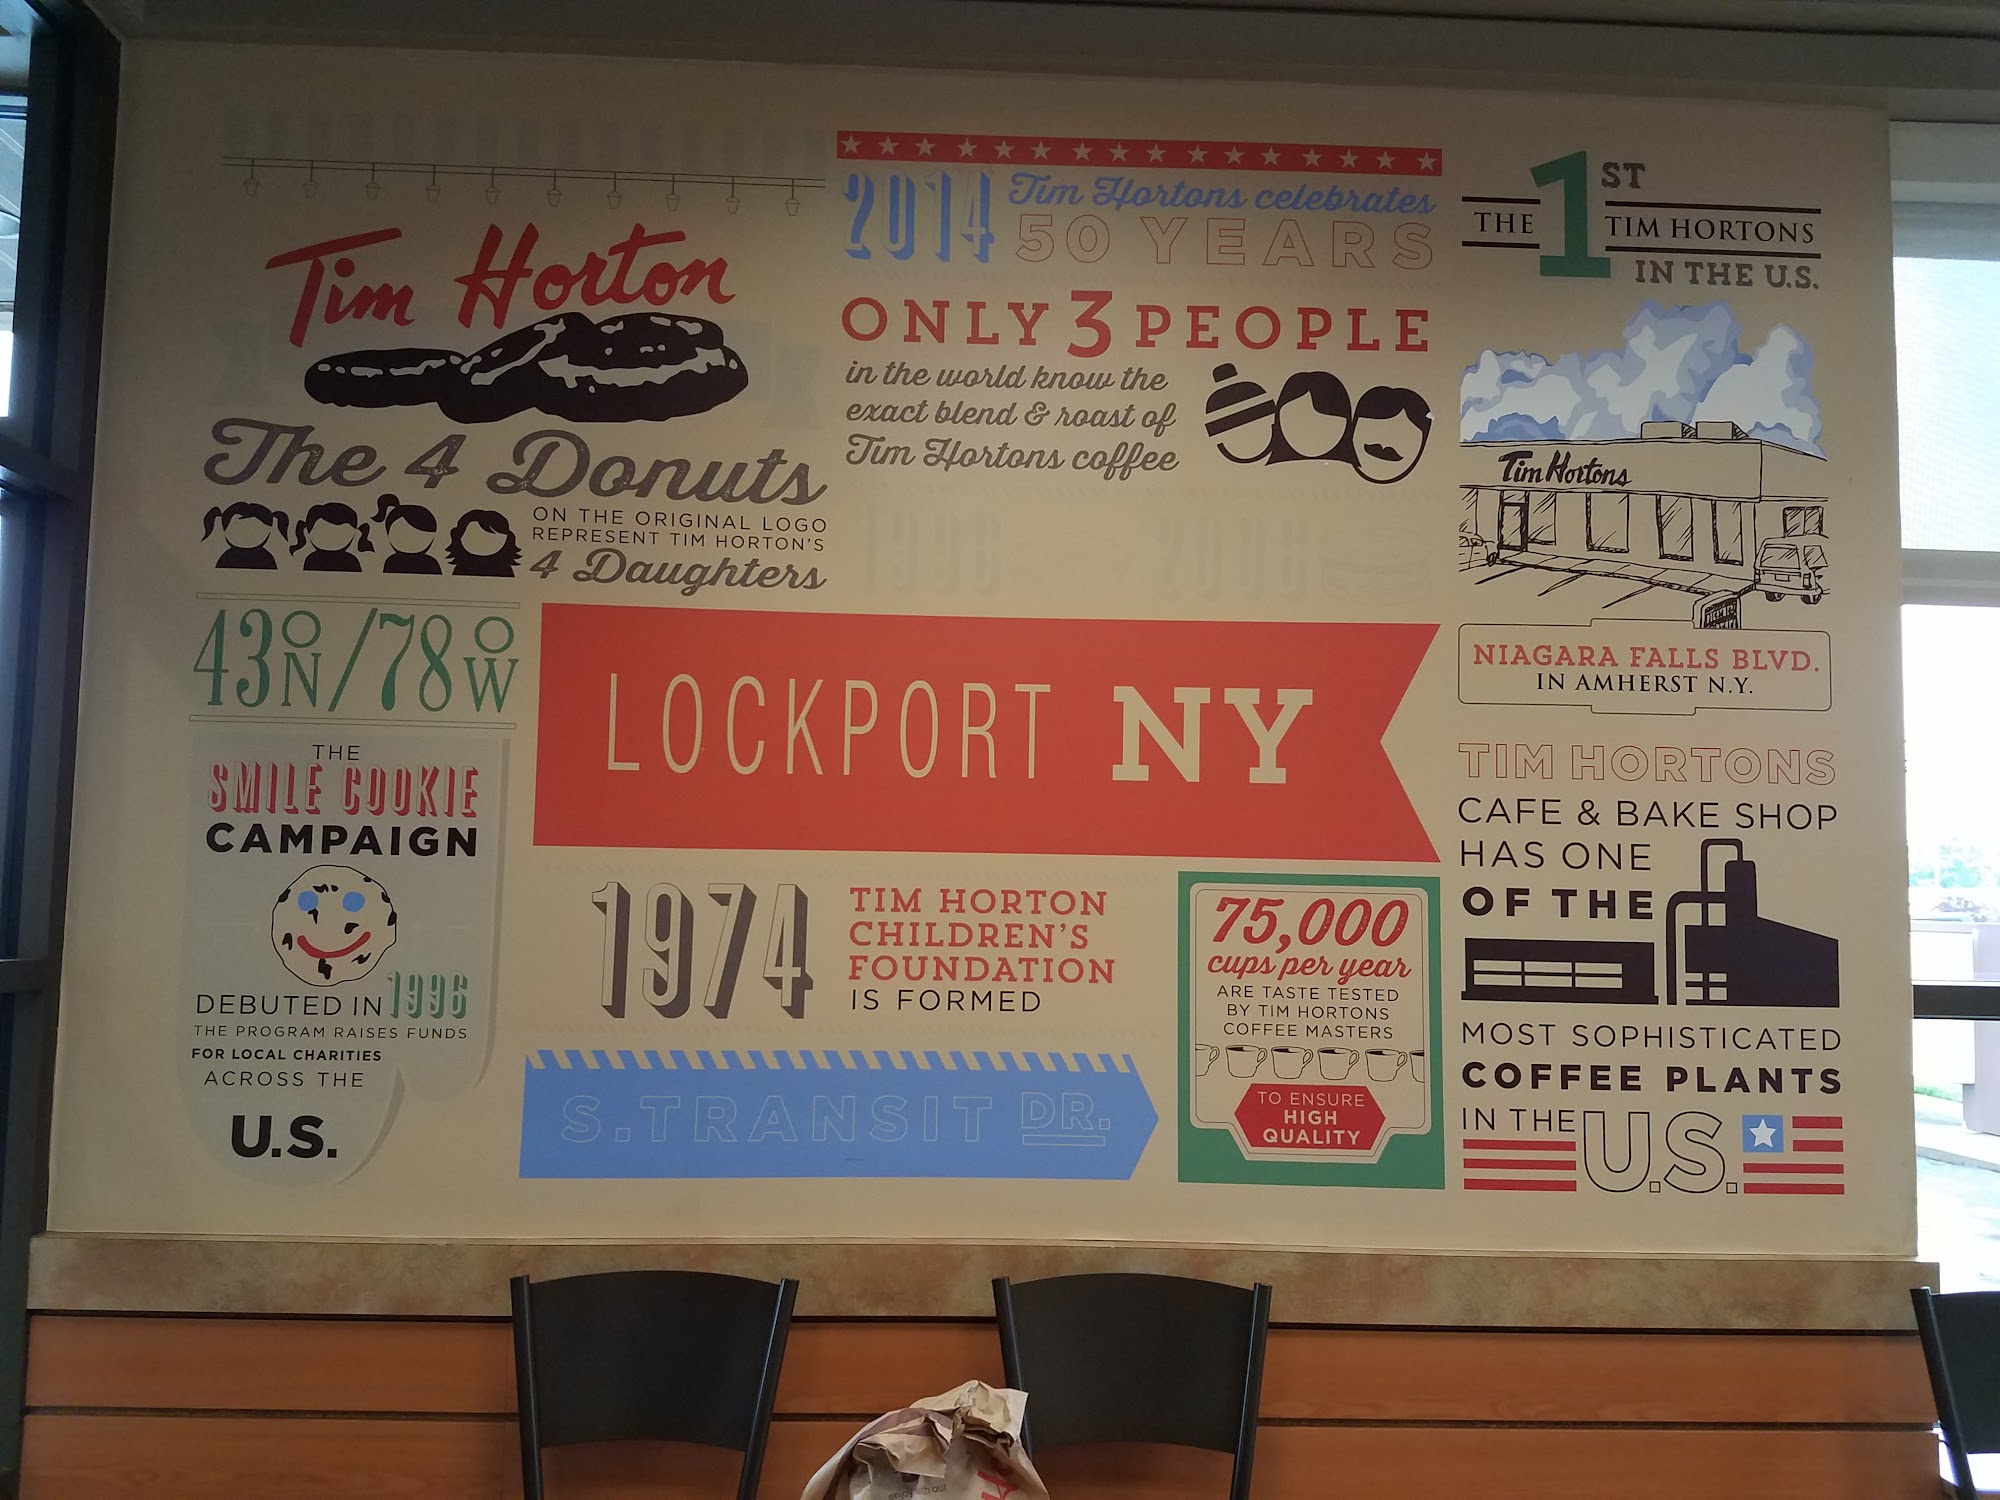 Tim Horton
The 4 Donuts
ON THE ORIGINAL LOGO
REPRESENT TIM HORTON'S
4 Daughters
2014 Tim Hortons celebrates
50 YEARS
ONLY 3 PEOPLE
in the world know the
exact blend & roast of
Tim Hortons coffee
THE 1ST
TIM HORTONS
IN THE U.S.
Tim Hortons
NIAGARA FALLS BLVD.
IN AMHERST N.Y.
43ON/78OW
LOCKPORT NY
THE
SMILE COOKIE
CAMPAIGN
DEBUTED IN 1996
THE PROGRAM RAISES FUNDS
FOR LOCAL CHARITIES
ACROSS THE
U.S.
1974
TIM HORTON
CHILDREN'S
FOUNDATION
IS FORMED
S.TRANSIT DR.
75,000
cups per year
ARE TASTE TESTED
BY TIM HORTONS
COFFEE MASTERS
TO ENSURE
HIGH
QUALITY
TIM HORTONS
CAFE & BAKE SHOP
HAS ONE
OF THE
MOST SOPHISTICATED
COFFEE PLANTS
IN THE U.S.
enjoy with our